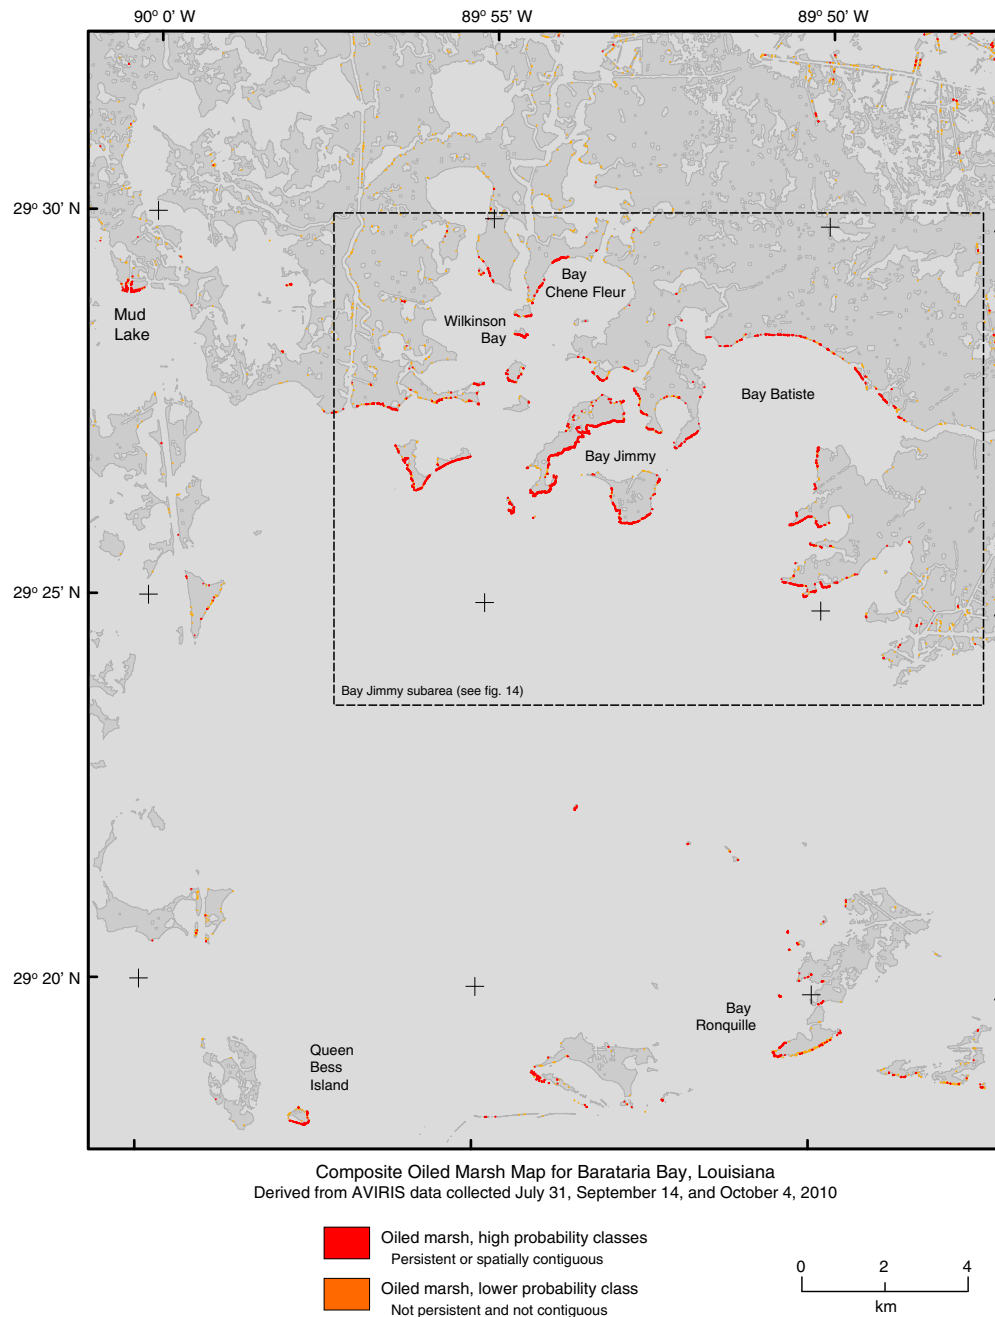 90° 0' W
89° 55' W
89° 50' W
29° 30' N
Bay
Chene Fleur
Mud
Lake
Wilkinson
Bay
Bay Batiste
Bay Jimmy
29° 25' N
Bay Jimmy subarea (see fig. 14)
29° 20' N
Bay
Ronquille
Queen
Bess
Island
Composite Oiled Marsh Map for Barataria Bay, Louisiana
Derived from AVIRIS data collected July 31, September 14, and October 4, 2010
Oiled marsh, high probability classes
Persistent or spatially contiguous
Oiled marsh, lower probability class
Not persistent and not contiguous
0 2 4
km